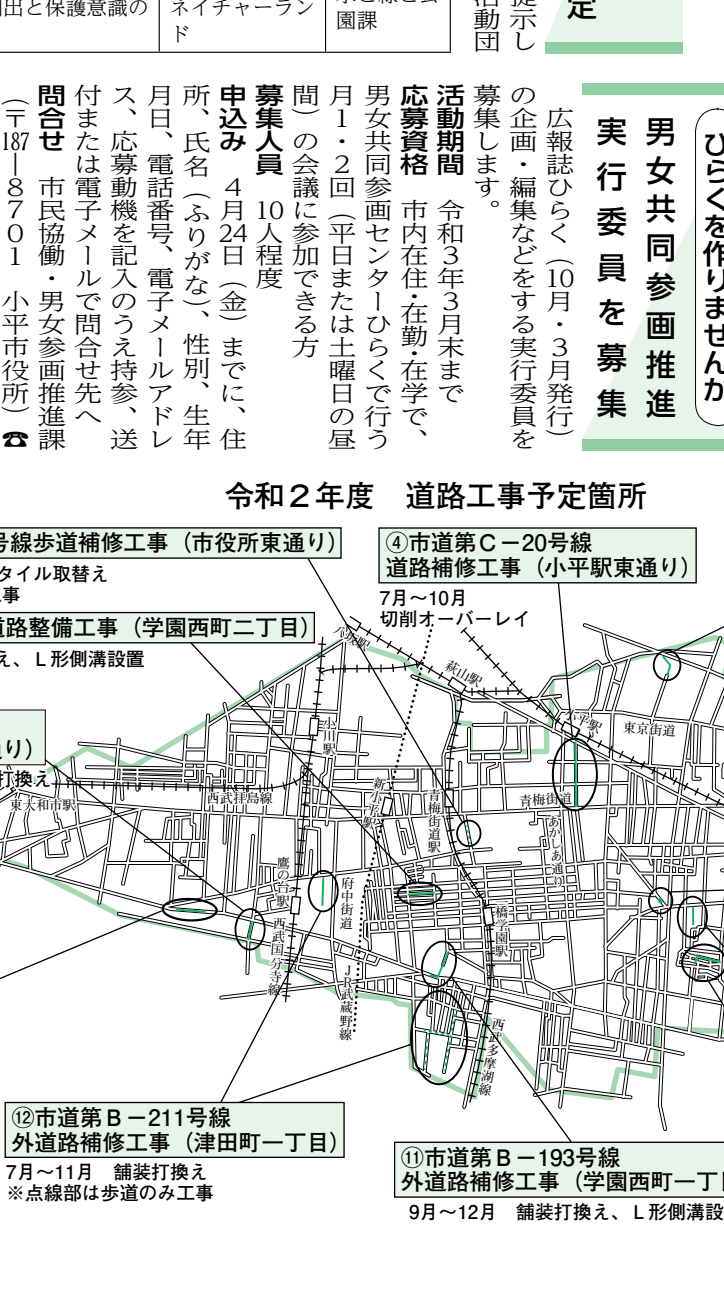 提示し
活動団
定
出と保護意識の
ネイチャーラン
ド
園課
ひらくを作りませんか
男女共同参画推進
実行委員を募集
広報誌ひらく（10月・3月発行）
の企画・編集などをする実行委員を
募集します。
活動期間　令和3年3月末まで
応募資格　市内在住・在勤・在学で、
男女共同参画センターひらくで行う
月1・2回（平日または土曜日の昼
間）の会議に参加できる方
募集人員　10人程度
申込み　4月24日（金）までに、住
所、氏名（ふりがな）、性別、生年
月日、電話番号、電子メールアドレ
ス、応募動機を記入のうえ持参、送
付または電子メールで問合せ先へ
問合せ　市民協働・男女参画推進課
（〒187―8701　小平市役所）☎
令和2年度　道路工事予定箇所
号線歩道補修工事（市役所東通り）
タイル取替え
④市道第C－20号線
道路補修工事（小平駅東通り）
7月～10月
切削オーバーレイ
道路整備工事（学園西町二丁目）
え、L形側溝設置
り）
打換え
八坂駅
萩山駅
小平駅
東京街道
小川駅
新小平駅
青梅街道駅
青梅街道
あかしあ通り
東大和市駅
西武拝島線
鷹の台駅
府中街道
西武国分寺線
JR武蔵野線
一橋学園駅
西武多摩湖線
⑫市道第B－211号線
外道路補修工事（津田町一丁目）
7月～11月　舗装打換え
※点線部は歩道のみ工事
⑪市道第B－193号線
外道路補修工事（学園西町一丁目
9月～12月　舗装打換え、L形側溝設